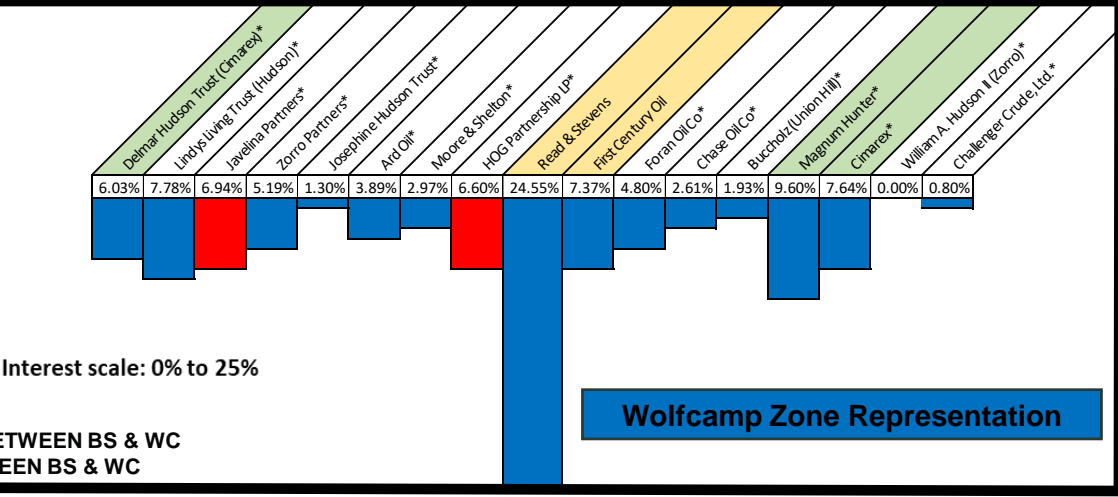 Delmar Hudson Trust (Cimarex)*
Lindys Living Trust (Hudson)*
Javelina Partners*
Zorro Partners*
Josephine Hudson Trust*
Ard Oil*
Moore & Shelton*
HOG Partnership LP*
Read & Stevens
First Century Oil
Foran Oil Co*
Chase Oil Co*
Buccholz (Union Hill)*
Magnum Hunter*
Cimarex*
William A. Hudson II (Zorro)*
Challenger Crude, Ltd.*
6.03% 7.78% 6.94% 5.19% 1.30% 3.89% 2.97% 6.60% 24.55% 7.37% 4.80% 2.61% 1.93% 9.60% 7.64% 0.00% 0.80%
Interest scale: 0% to 25%
Wolfcamp Zone Representation
ETWEEN BS & WC
EEN BS & WC